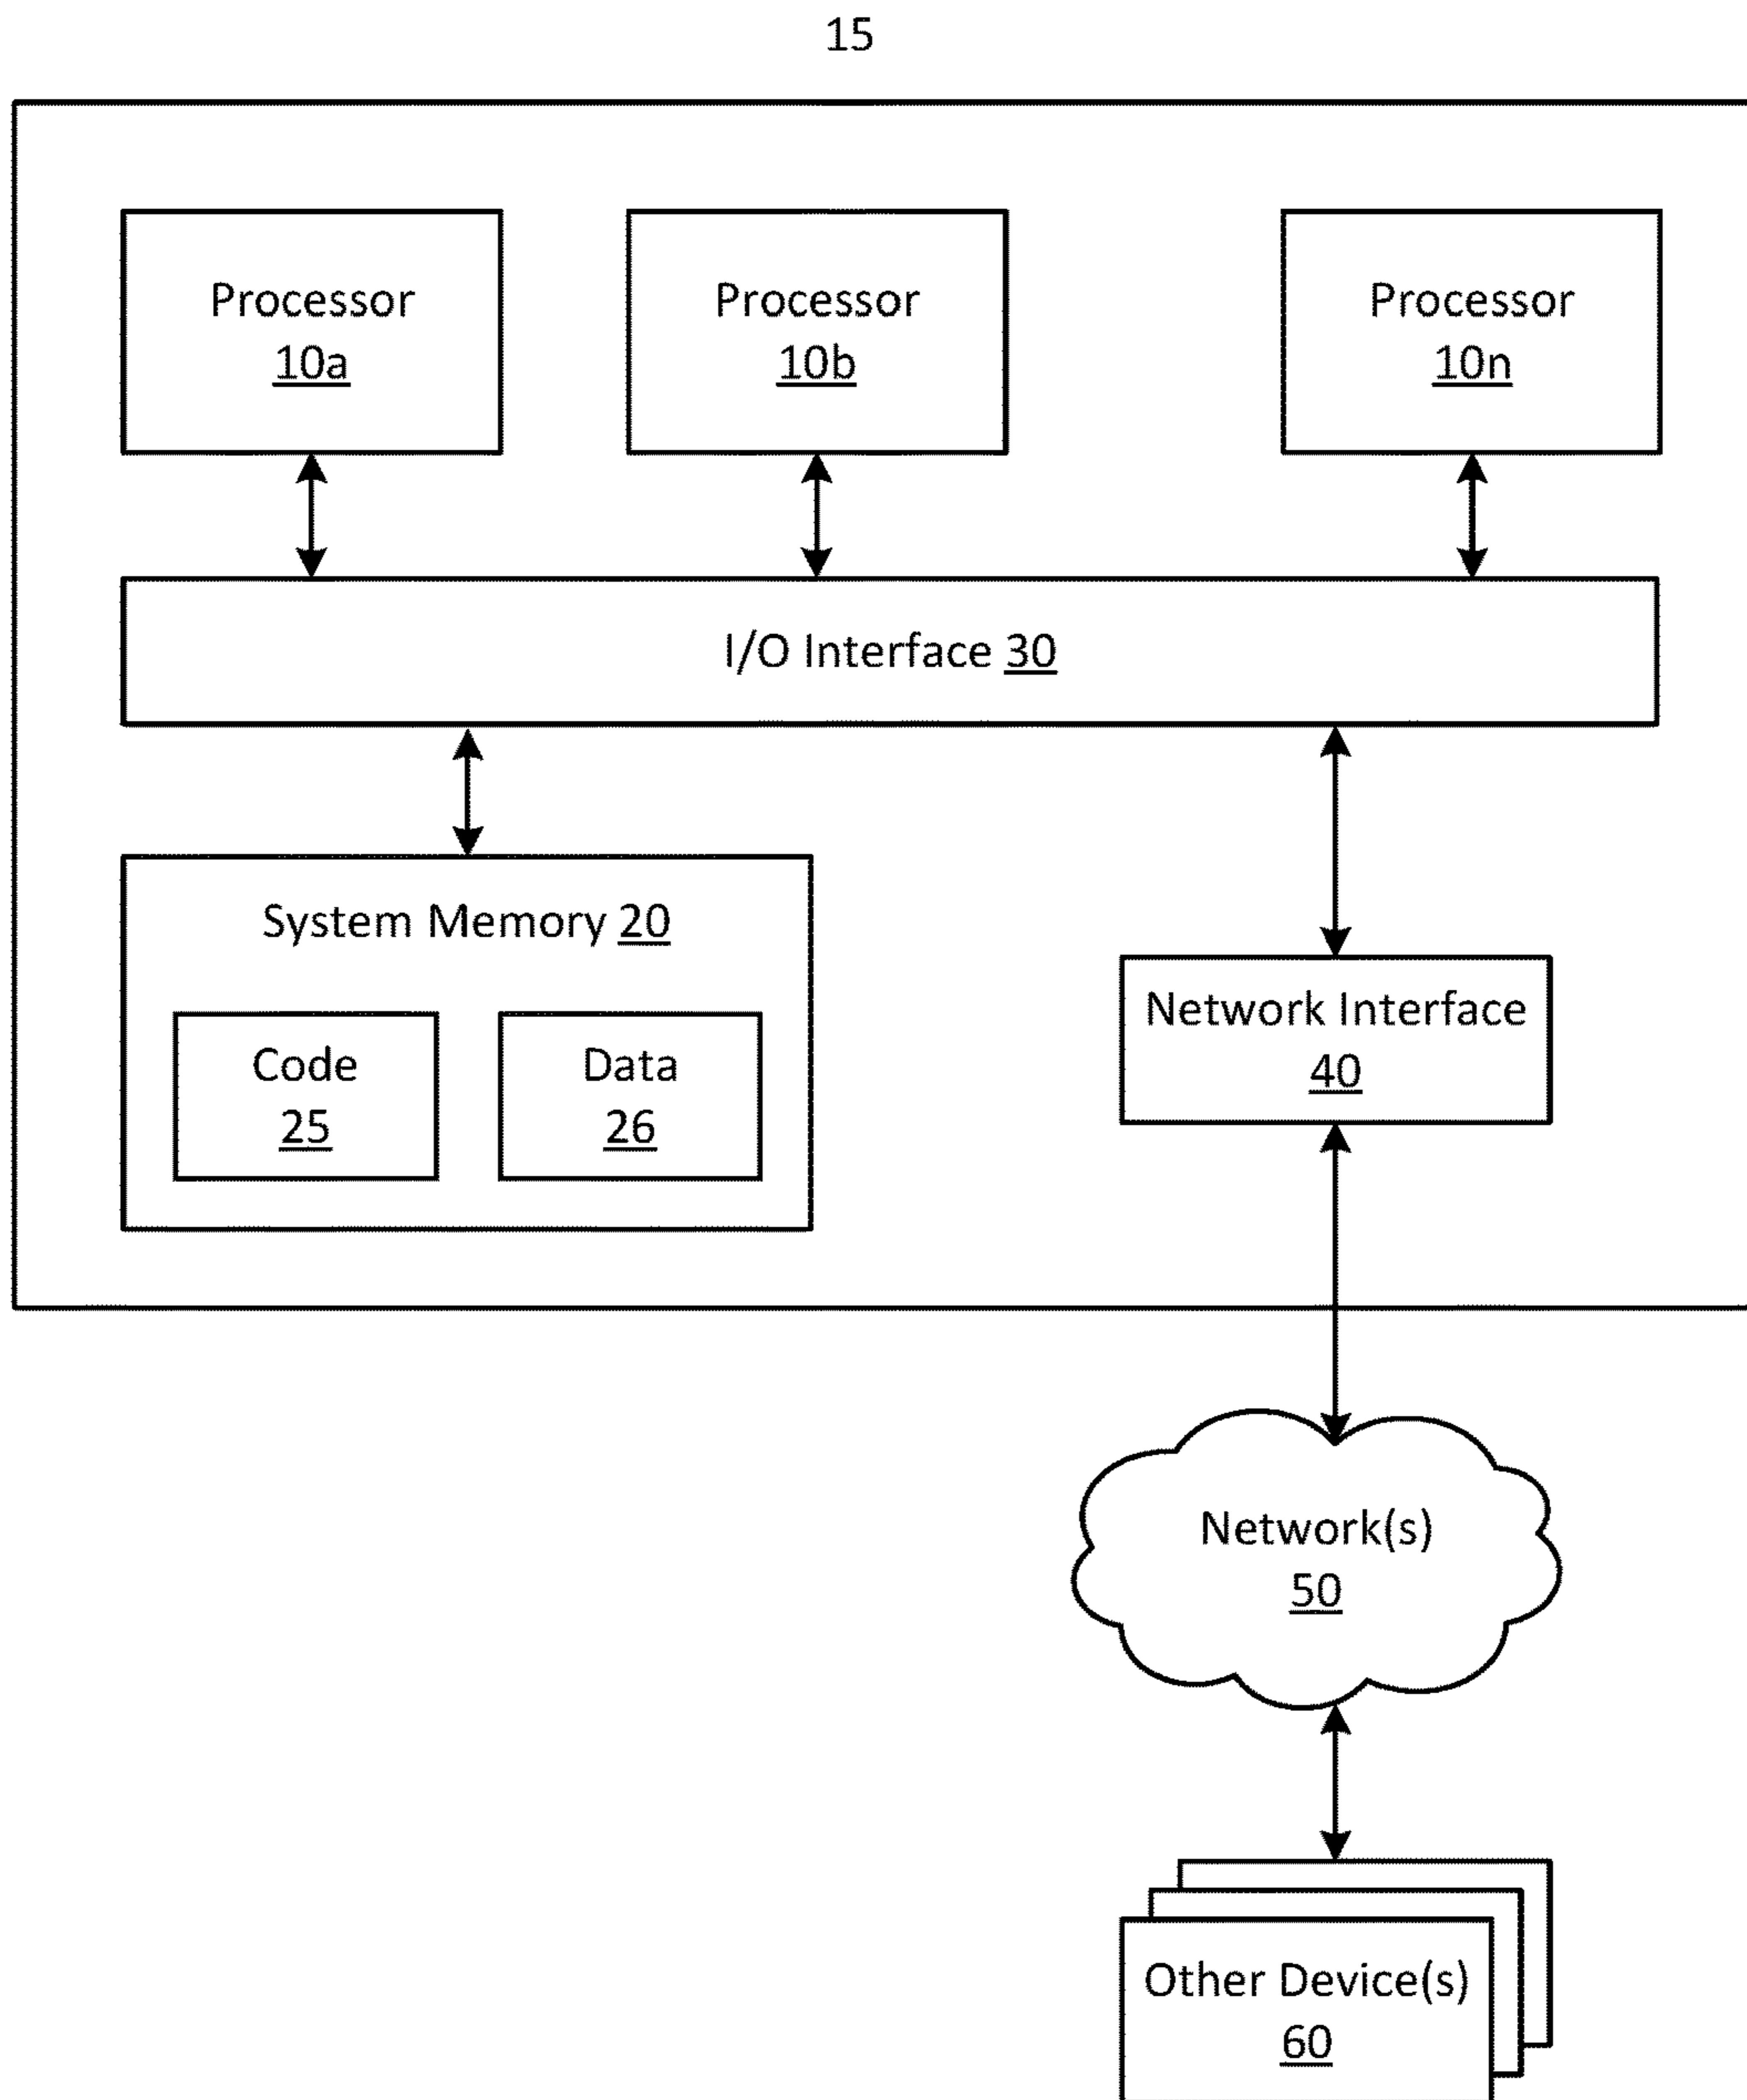 15
Processor
10a
Processor
10b
Processor
10n
I/O Interface 30
System Memory 20
Code
25
Data
26
Network Interface
40
Network(s)
50
Other Device(s)
60